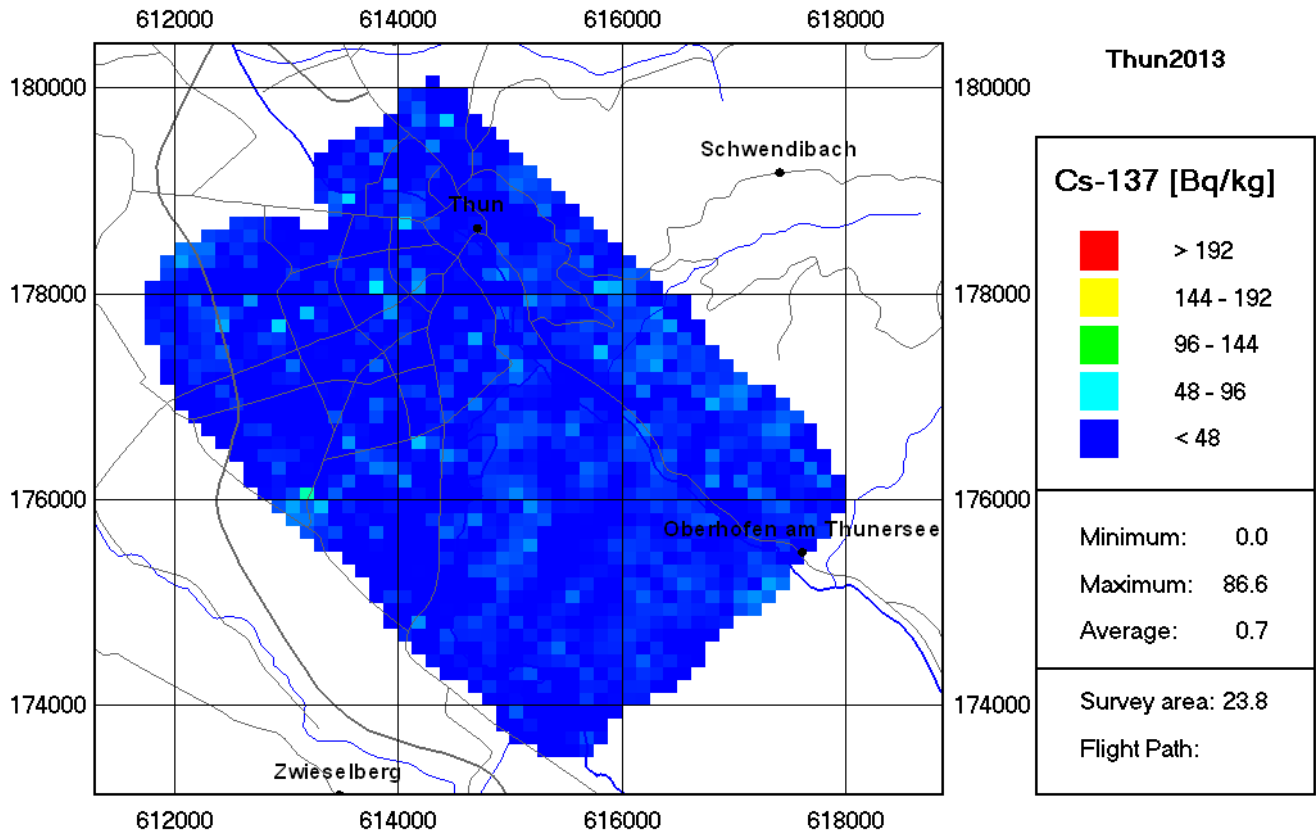 612000 614000 616000 618000
Thun2013
180000 180000
Schwendibach
Cs-137 [Bq/kg]
Thun
> 192
178000 178000
144 - 192
96 - 144
48 - 96
< 48
176000 176000
Oberhofen am Thunersee
Minimum: 0.0
Maximum: 86.6
Average: 0.7
174000 174000
Survey area: 23.8
Flight Path:
Zwieselberg
612000 614000 616000 618000